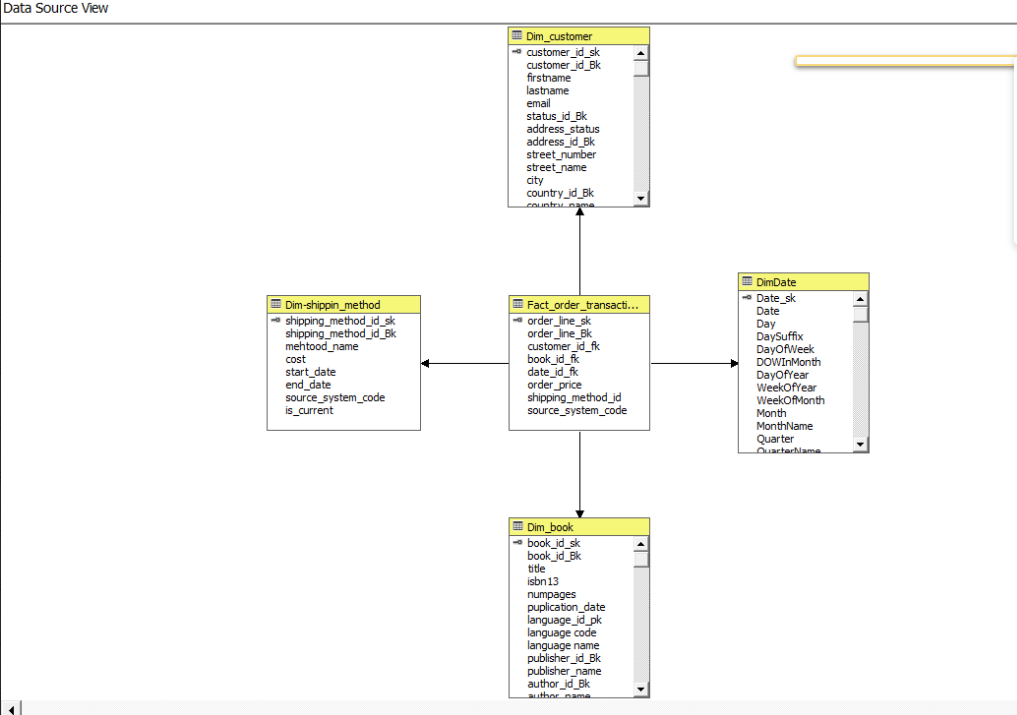 Data Source View
Dim_customer
customer_id_sk
customer_id_Bk
firstname
lastname
email
status_id_Bk
address_status
address_id_Bk
street_number
street_name
city
country_id_Bk
country_name
Dim-shippin_method
shipping_method_id_sk
shipping_method_id_Bk
mehtood_name
cost
start_date
end_date
source_system_code
is_current
Fact_order_transacti...
order_line_sk
order_line_Bk
customer_id_fk
book_id_fk
date_id_fk
order_price
shipping_method_id
source_system_code
DimDate
Date_sk
Date
Day
DaySuffix
DayOfWeek
DOWInMonth
DayOfYear
WeekOfYear
WeekOfMonth
Month
MonthName
Quarter
QuarterName
Dim_book
book_id_sk
book_id_Bk
title
isbn13
numpages
puplication_date
language_id_pk
language code
language name
publisher_id_Bk
publisher_name
author_id_Bk
author_name